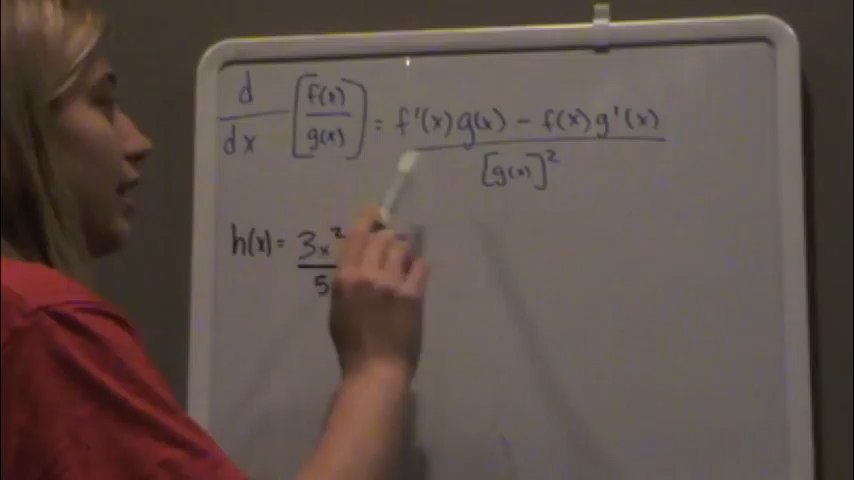 d/dx [f(x)/g(x)] = f'(x)g(x) - f(x)g'(x)/[g(x)]²
h(x) = 3x²/5